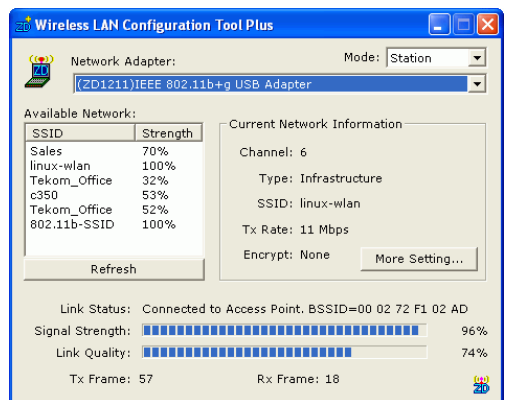 ZD Wireless LAN Configuration Tool Plus
ZD
Network Adapter:
Mode: Station
(ZD1211)IEEE 802.11b+g USB Adapter
Available Network:
SSID Strength
Sales 70%
linux-wlan 100%
Tekom_Office 32%
c350 53%
Tekom_Office 52%
802.11b-SSID 100%
Refresh
Current Network Information
Channel: 6
Type: Infrastructure
SSID: linux-wlan
Tx Rate: 11 Mbps
Encrypt: None
More Setting...
Link Status: Connected to Access Point. BSSID=00 02 72 F1 02 AD
Signal Strength: 96%
Link Quality: 74%
Tx Frame: 57 Rx Frame: 18
ZD